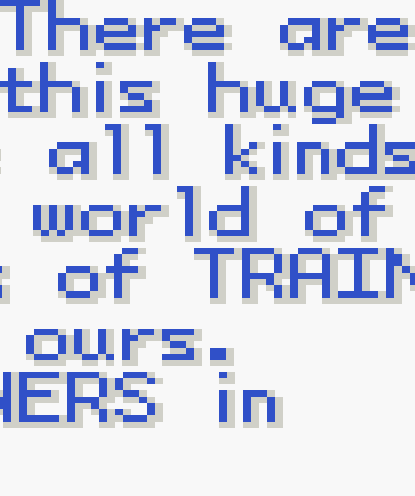 There are
this huge
all kinds
world of
of TRAIN
ours.
ERS in